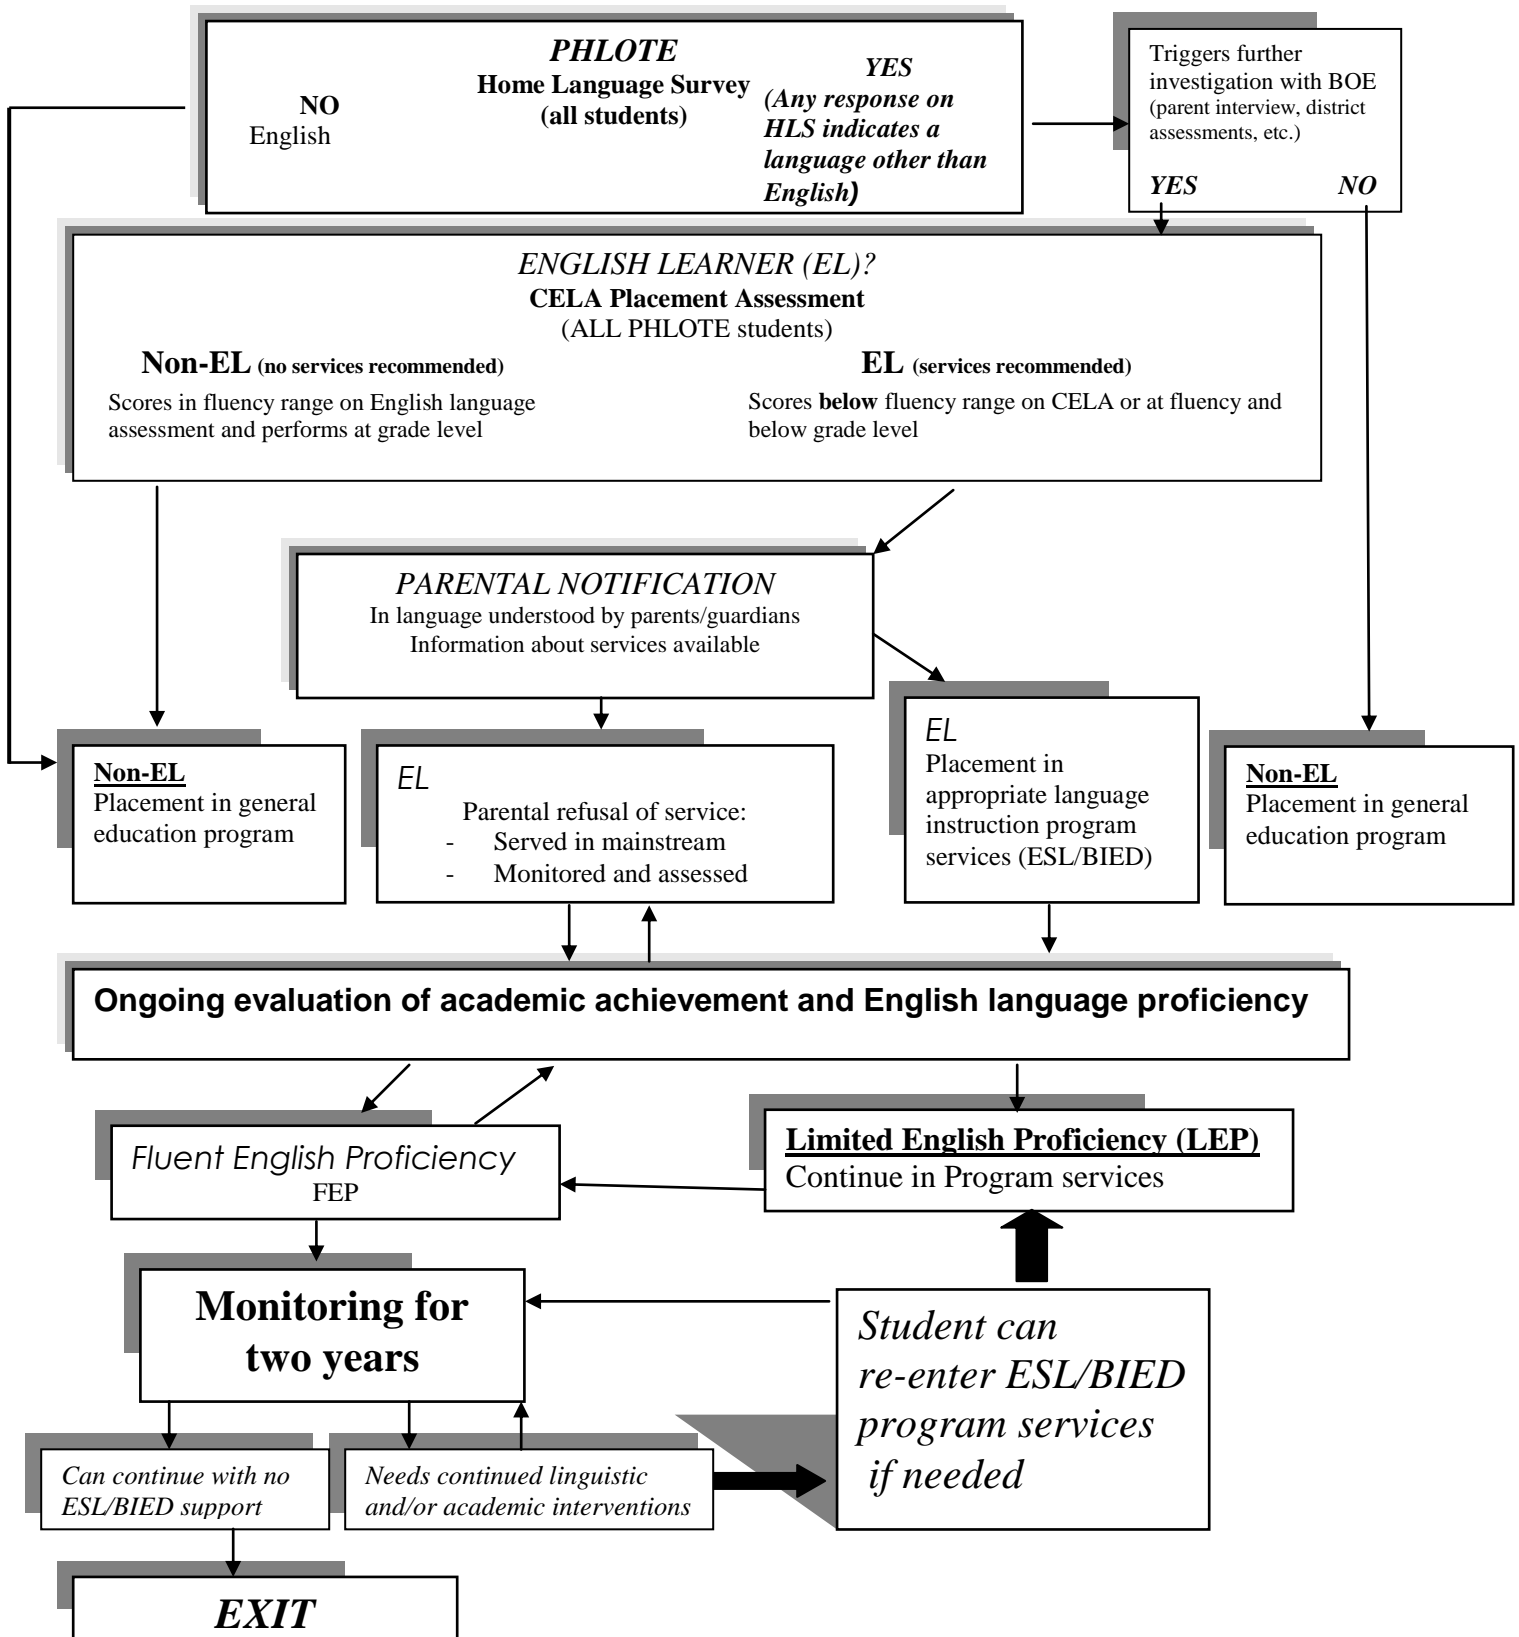 PHLOTE
Home Language Survey
(all students)
NO
English
YES
(Any response on
HLS indicates a
language other than
English)
Triggers further
investigation with BOE
(parent interview, district
assessments, etc.)
YES NO
ENGLISH LEARNER (EL)?
CELA Placement Assessment
(ALL PHLOTE students)
Non-EL (no services recommended)
Scores in fluency range on English language
assessment and performs at grade level
EL (services recommended)
Scores below fluency range on CELA or at fluency and
below grade level
PARENTAL NOTIFICATION
In language understood by parents/guardians
Information about services available
Non-EL
Placement in general
education program
EL
Parental refusal of service:
- Served in mainstream
- Monitored and assessed
EL
Placement in
appropriate language
instruction program
services (ESL/BIED)
Non-EL
Placement in general
education program
Ongoing evaluation of academic achievement and English language proficiency
Fluent English Proficiency
FEP
Limited English Proficiency (LEP)
Continue in Program services
Monitoring for
two years
Student can
re-enter ESL/BIED
program services
if needed
Can continue with no
ESL/BIED support
Needs continued linguistic
and/or academic interventions
EXIT